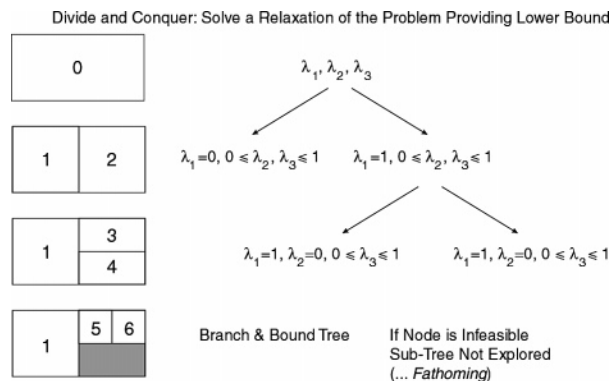 Divide and Conquer: Solve a Relaxation of the Problem Providing Lower Bound
0
λ₁, λ₂, λ₃
1 2
λ₁=0, 0 ⩽ λ₂, λ₃⩽ 1 λ₁=1, 0 ⩽ λ₂, λ₃⩽ 1
1 3
4
λ₁=1, λ₂=0, 0 ⩽ λ₃⩽ 1 λ₁=1, λ₂=0, 0 ⩽ λ₃⩽ 1
1 5 6
Branch & Bound Tree
If Node is Infeasible
Sub-Tree Not Explored
(... Fathoming)